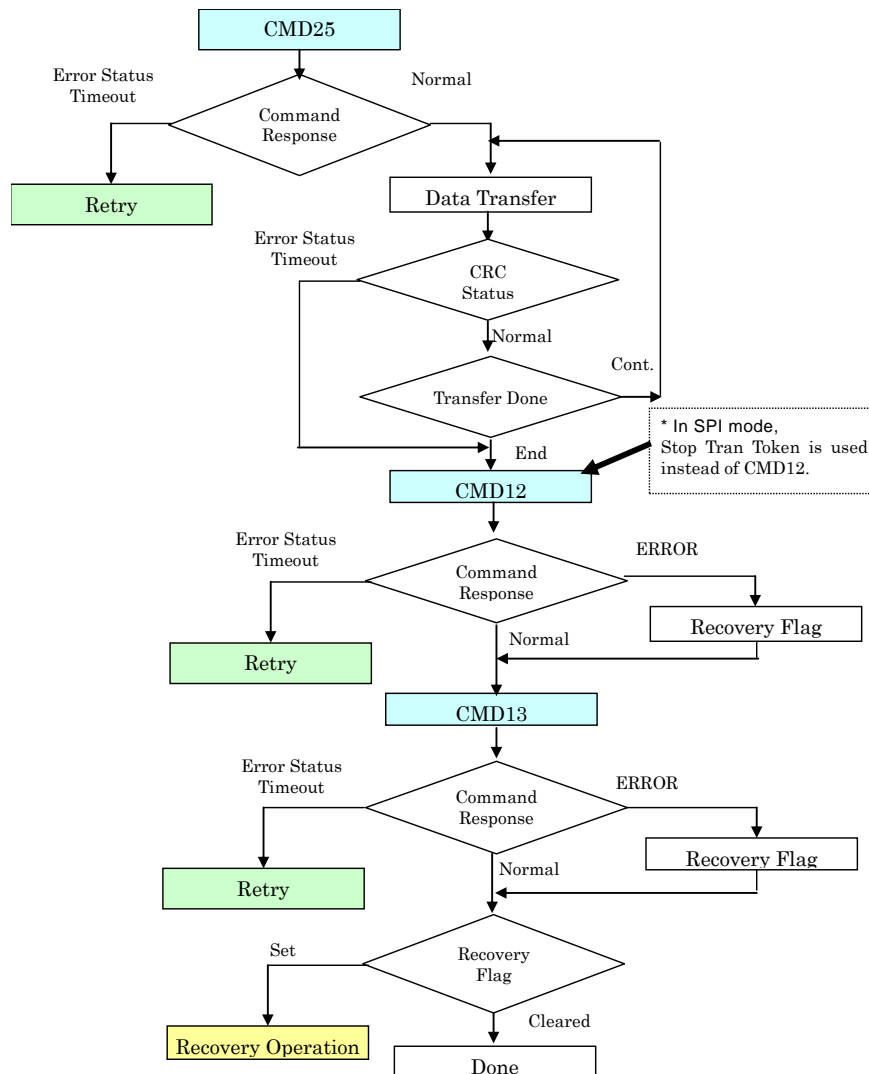 CMD25
Error Status
Timeout
Normal
Command
Response
Retry
Data Transfer
Error Status
Timeout
CRC
Status
Normal
Cont.
Transfer Done
* In SPI mode,
Stop Tran Token is used
instead of CMD12.
End
CMD12
Error Status
Timeout
ERROR
Command
Response
Recovery Flag
Normal
Retry
CMD13
Error Status
Timeout
ERROR
Command
Response
Recovery Flag
Normal
Retry
Set
Recovery
Flag
Cleared
Recovery Operation
Done